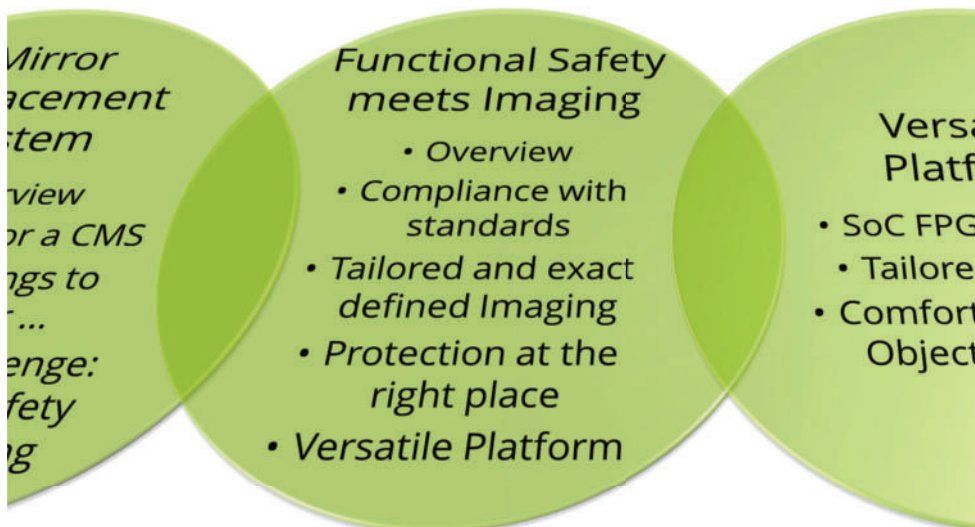 Mirror
acement
stem
rview
or a CMS
ngs to
...
enge:
fety
ng
Functional Safety
meets Imaging
• Overview
• Compliance with
standards
• Tailored and exact
defined Imaging
• Protection at the
right place
• Versatile Platform
Versa
Platf
• SoC FPG
• Tailore
• Comfort
Object